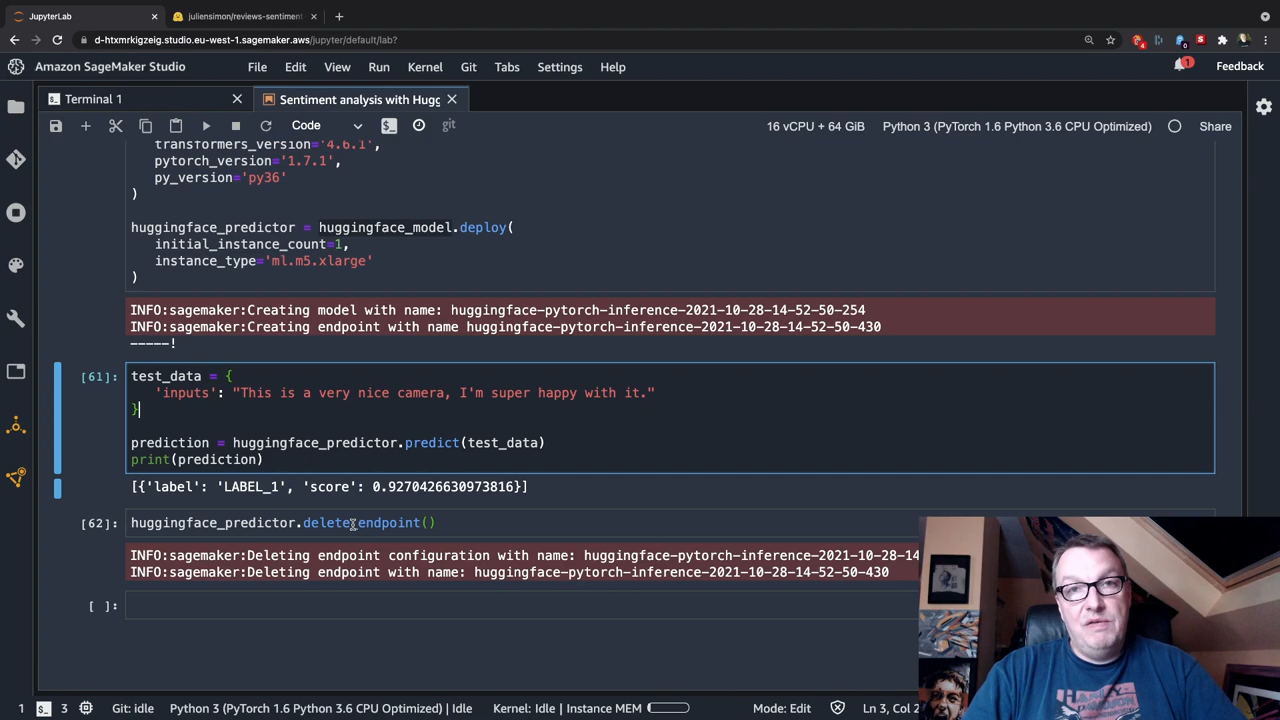 JupyterLab
juliensimon/reviews-sentiment
d-htxmrkigzeig.studio.eu-west-1.sagemaker.aws/jupyter/default/lab?
4
0
S
Amazon SageMaker Studio
File Edit View Run Kernel Git Tabs Settings Help
1
Feedback
Terminal 1
Sentiment analysis with Hugg
Code
git
16 vCPU + 64 GiB
Python 3 (PyTorch 1.6 Python 3.6 CPU Optimized)
Share
transformers_version='4.6.1',
pytorch_version='1.7.1',
py_version='py36'
)
huggingface_predictor = huggingface_model.deploy(
initial_instance_count=1,
instance_type='ml.m5.xlarge'
)
INFO:sagemaker:Creating model with name: huggingface-pytorch-inference-2021-10-28-14-52-50-254
INFO:sagemaker:Creating endpoint with name huggingface-pytorch-inference-2021-10-28-14-52-50-430
-----!
[61]: test_data = {
'inputs': "This is a very nice camera, I'm super happy with it."
}
prediction = huggingface_predictor.predict(test_data)
print(prediction)
[{'label': 'LABEL_1', 'score': 0.9270426630973816}]
[62]: huggingface_predictor.delete_endpoint()
INFO:sagemaker:Deleting endpoint configuration with name: huggingface-pytorch-inference-2021-10-28-14
INFO:sagemaker:Deleting endpoint with name: huggingface-pytorch-inference-2021-10-28-14-52-50-430
[ ]:
1
$_ 3
Git: idle
Python 3 (PyTorch 1.6 Python 3.6 CPU Optimized) | Idle
Kernel: Idle | Instance MEM
Mode: Edit
Ln 3, Col 2